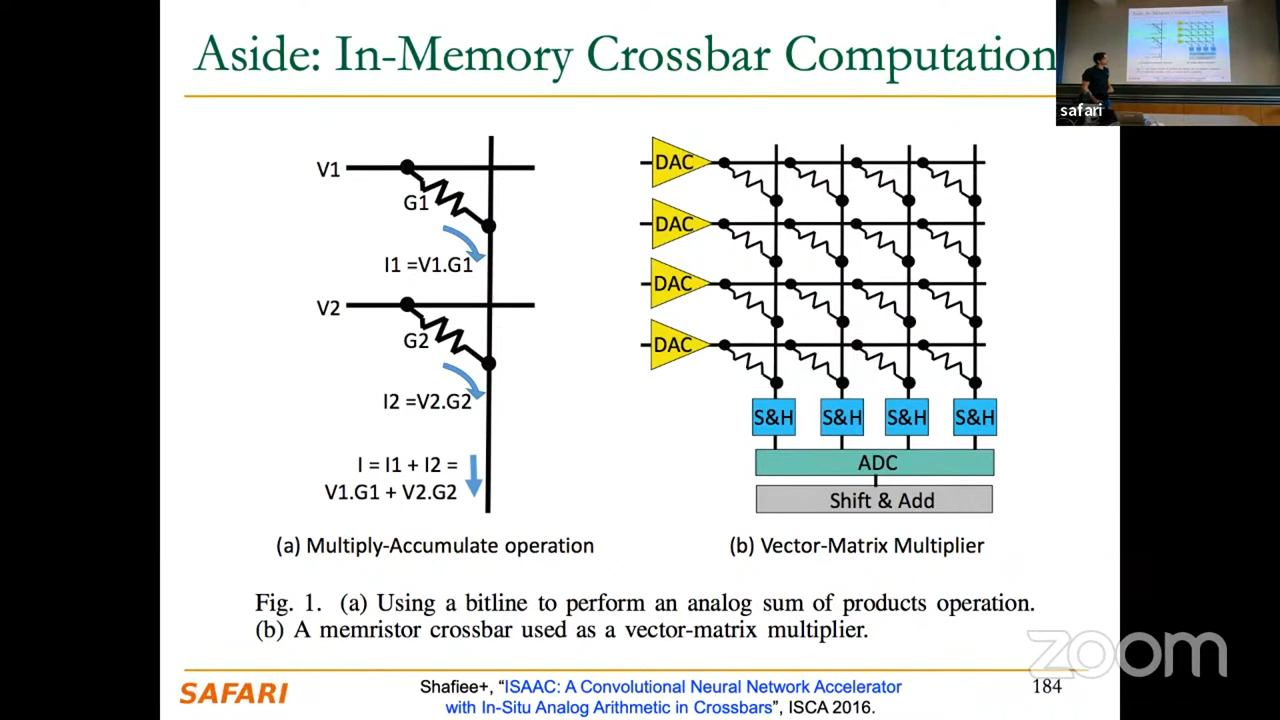 Aside: In-Memory Crossbar Computation
safari
V1
G1
I1 =V1.G1
V2
G2
I2 =V2.G2
I = I1 + I2 =
V1.G1 + V2.G2
(a) Multiply-Accumulate operation
DAC
DAC
DAC
DAC
S&H S&H S&H S&H
ADC
Shift & Add
(b) Vector-Matrix Multiplier
Fig. 1. (a) Using a bitline to perform an analog sum of products operation.
(b) A memristor crossbar used as a vector-matrix multiplier.
zoom
SAFARI
Shafiee+, “ISAAC: A Convolutional Neural Network Accelerator
with In-Situ Analog Arithmetic in Crossbars”, ISCA 2016.
184